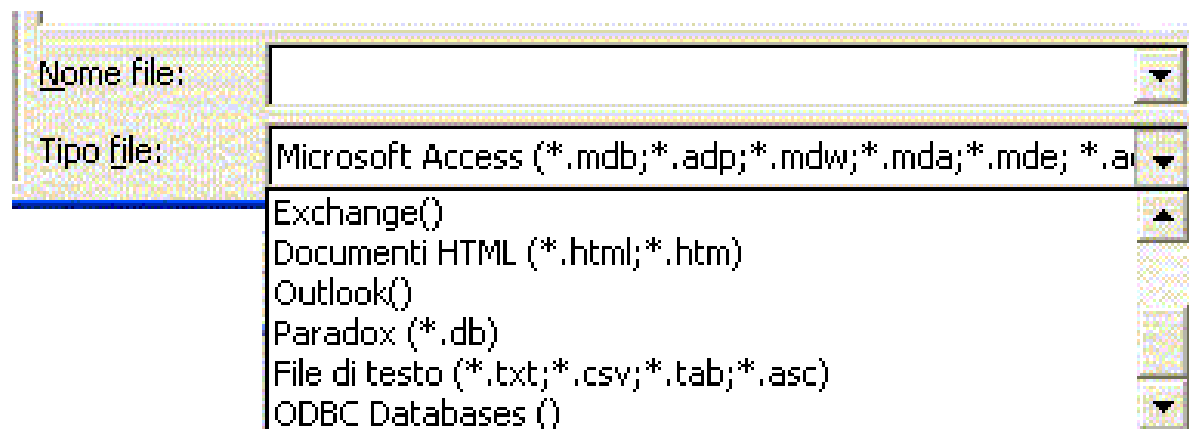 Nome file:
Tipo file:
Microsoft Access (*.mdb;*.adp;*.mdw;*.mda;*.mde; *.a
Exchange()
Documenti HTML (*.html;*.htm)
Outlook()
Paradox (*.db)
File di testo (*.txt;*.csv;*.tab;*.asc)
ODBC Databases ()